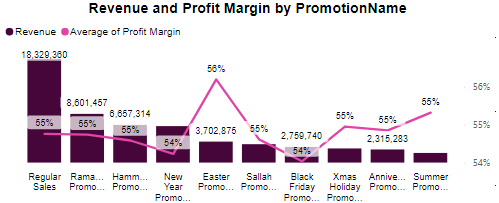 Revenue and Profit Margin by PromotionName
Revenue Average of Profit Margin
18,329,360
56%
8,601,457
6,657,314
3,702,875
2,759,740
2,315,283
55% 55% 55% 54% 55% 54% 55% 55% 55%
56%
55%
54%
Regular Rama... Hamm... New Easter Sallah Black Xmas Annive... Summer
Sales Promo... Promo... Year Promo... Promo... Friday Holiday Promo... Promo...
Promo... Promo... Promo...